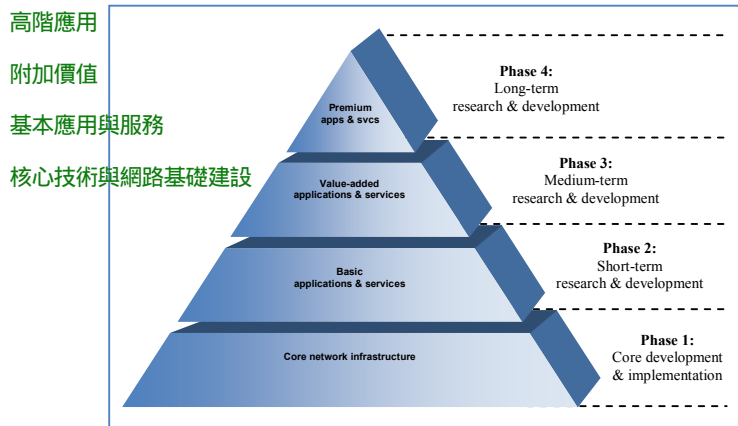 高階應用
附加價值
基本應用與服務
核心技術與網路基礎建設
Premium
apps & svcs
Value-added
applications & services
Basic
applications & services
Core network infrastructure
Phase 4:
Long-term
research & development
Phase 3:
Medium-term
research & development
Phase 2:
Short-term
research & development
Phase 1:
Core development
& implementation